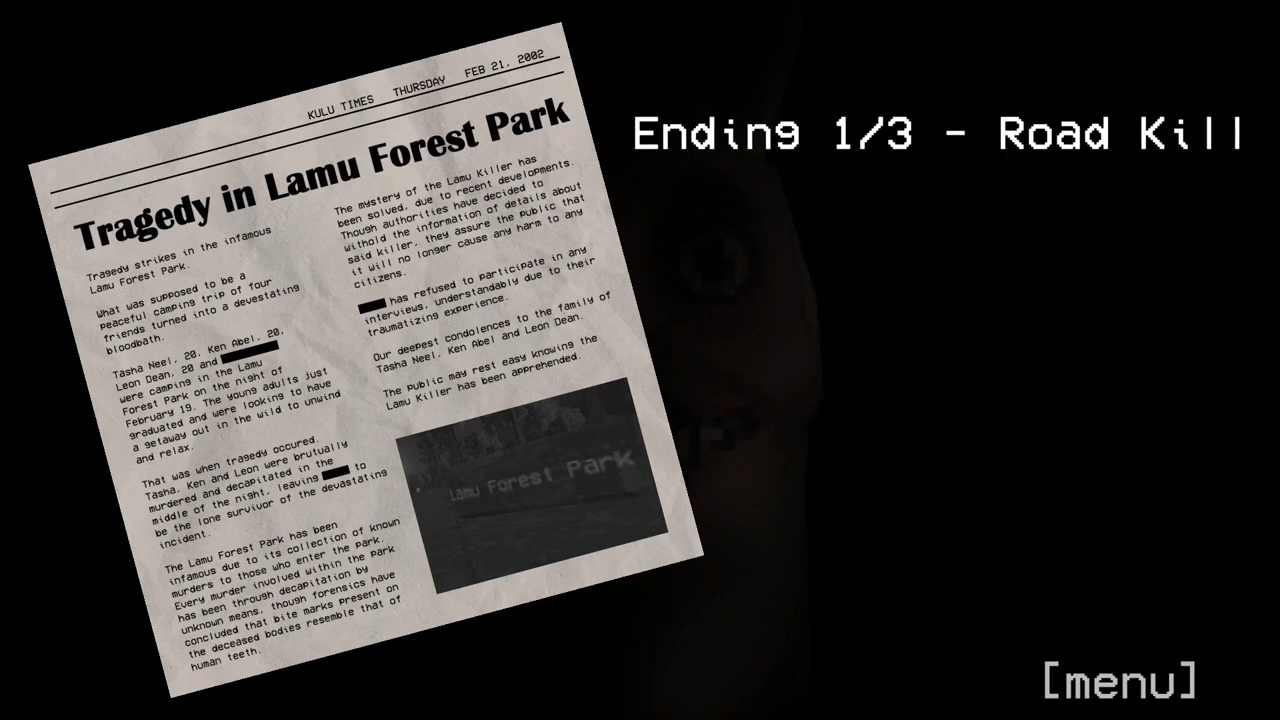 KULU TIMES THURSDAY FEB 21, 2002
Tragedy in Lamu Forest Park
Tragedy strikes in the infamous
Lamu Forest Park.
What was supposed to be a
peaceful camping trip of four
friends turned into a devastating
bloodbath.
Tasha Neel, 20, Ken Abel, 20,
Leon Dean, 20 and
were camping in the Lamu
Forest Park on the night of
February 19. The young adults just
graduated and were looking to have
a getaway out in the wild to unwind
and relax.
That was when tragedy occured.
Tasha, Ken and Leon were brutually
murdered and decapitated in the
middle of the night, leaving to
be the lone survivor of the devastating
incident.
The Lamu Forest Park has been
infamous due to its collection of known
murders to those who enter the park.
Every murder involved within the park
has been through decapitation by
unknown means, though forensics have
concluded that bite marks present on
the deceased bodies resemble that of
human teeth.
The mystery of the Lamu Killer has
been solved, due to recent developments.
Though authorities have decided to
withold the information of details about
said killer, they assure the public that
it will no longer cause any harm to any
citizens.
has refused to participate in any
interviews, understandably due to their
traumatizing experience.
Our deepest condolences to the family of
Tasha Neel, Ken Abel and Leon Dean.
The public may rest easy knowing the
Lamu Killer has been apprehended.
Lamu Forest Park
Ending 1/3 - Road Kill
[menu]